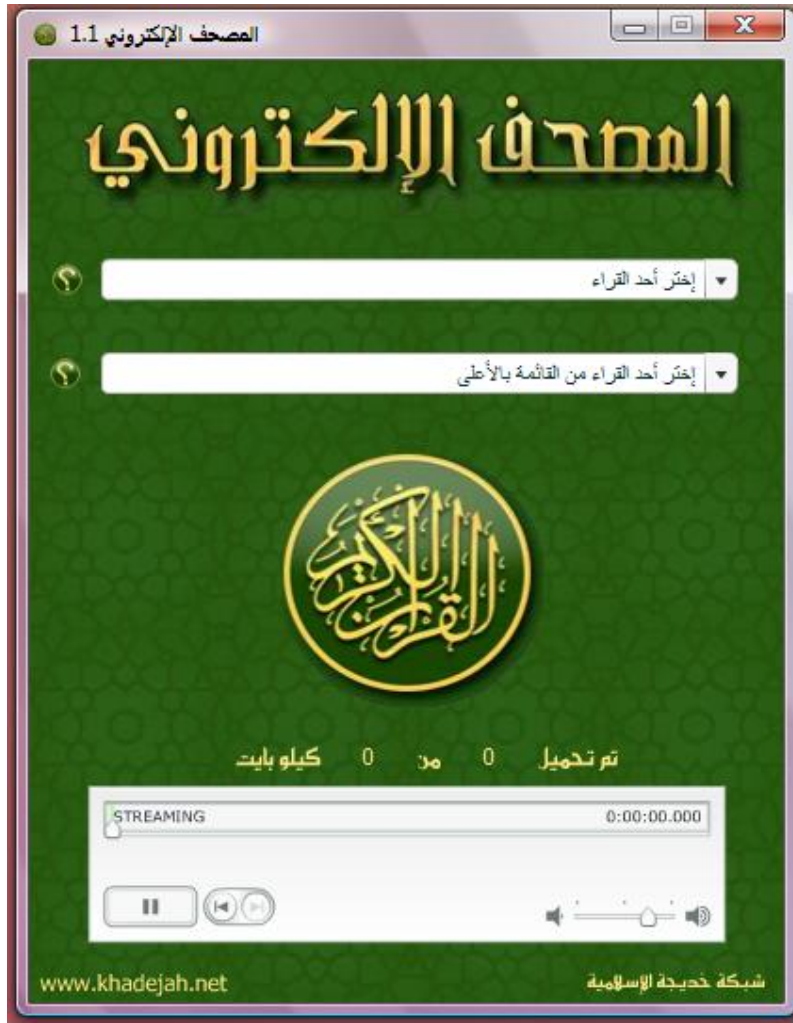 المصحف الإلكتروني 1.1
المصحف الإلكتروني
إختر أحد القراء
؟
إختر أحد القراء من القائمة بالأعلى
؟
القرآن الكريم
تم تحميل 0 من 0 كيلو بايت
STREAMING 0:00:00.000
www.khadejah.net شبكة خديجة الإسلامية